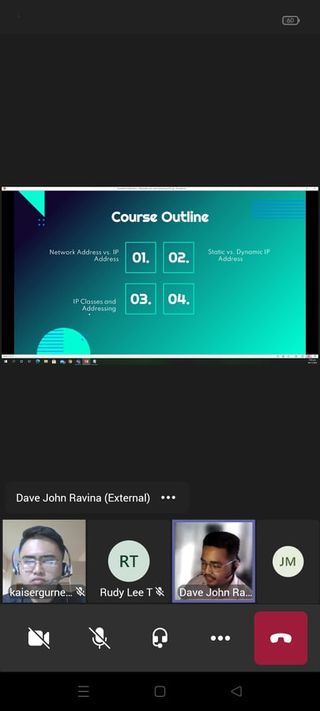 60
Course Outline
Network Address vs. IP
Address
01.
02.
Static vs. Dynamic IP
Address
IP Classes and
Addressing
03.
04.
Dave John Ravina (External)
RT
JM
kaisergurne...
Rudy Lee T
Dave John Ra...